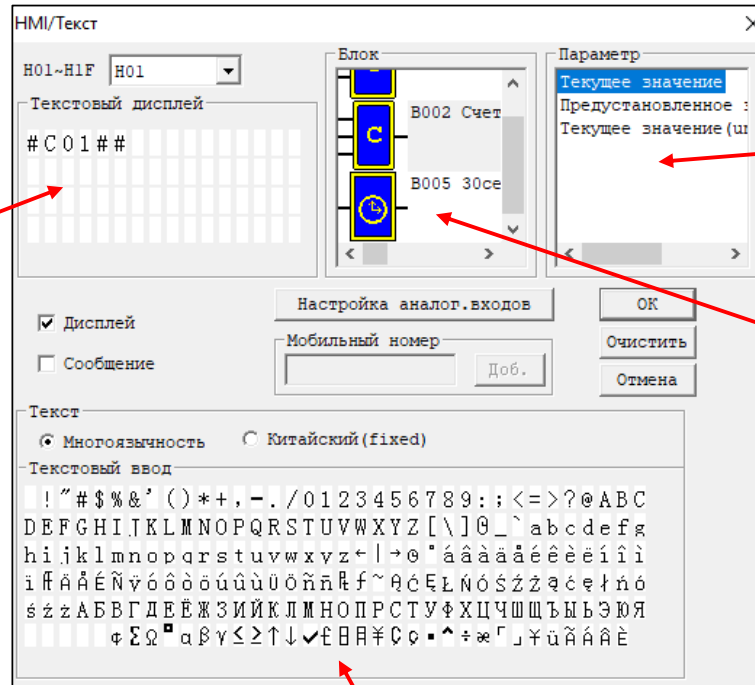 HMI/Текст
H01~H1F H01
Текстовый дисплей
#C01##
Блок
C
B002 Счет
B005 30се
Параметр
Текущее значение
Предустановленное
Текущее значение(un
Дисплей
Сообщение
Настройка аналог.входов
Мобильный номер
Доб.
OK
Очистить
Отмена
Текст
Многоязычность
Китайский(fixed)
Текстовый ввод
!"#$%&'()*+,-./0123456789:;<=>?@ABC
DEFGHIJKLMNOPQRSTUVWXYZ[\]θ_`abcdefg
hijklmnopqrstuvwxyz
АБВГДЕЁЖЗИЙКЛМНОПРСТУФХЦЧШЩЪЫЬЭЮЯ